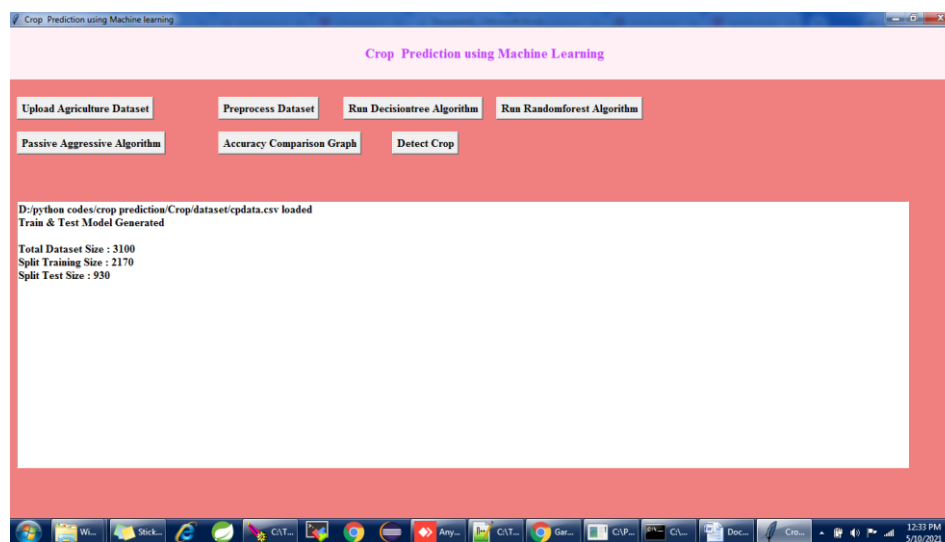 Crop Prediction using Machine learning
Crop Prediction using Machine Learning
Upload Agriculture Dataset
Preprocess Dataset
Run Decisiontree Algorithm
Run Randomforest Algorithm
Passive Aggressive Algorithm
Accuracy Comparison Graph
Detect Crop
D:/python codes/crop prediction/Crop/dataset/cpdata.csv loaded
Train & Test Model Generated
Total Dataset Size : 3100
Split Training Size : 2170
Split Test Size : 930
Wi... Stick... C:\T... Any... C:\T... Gar... C:\P... C:\... Doc... Cro... 12:33 PM
5/10/2021